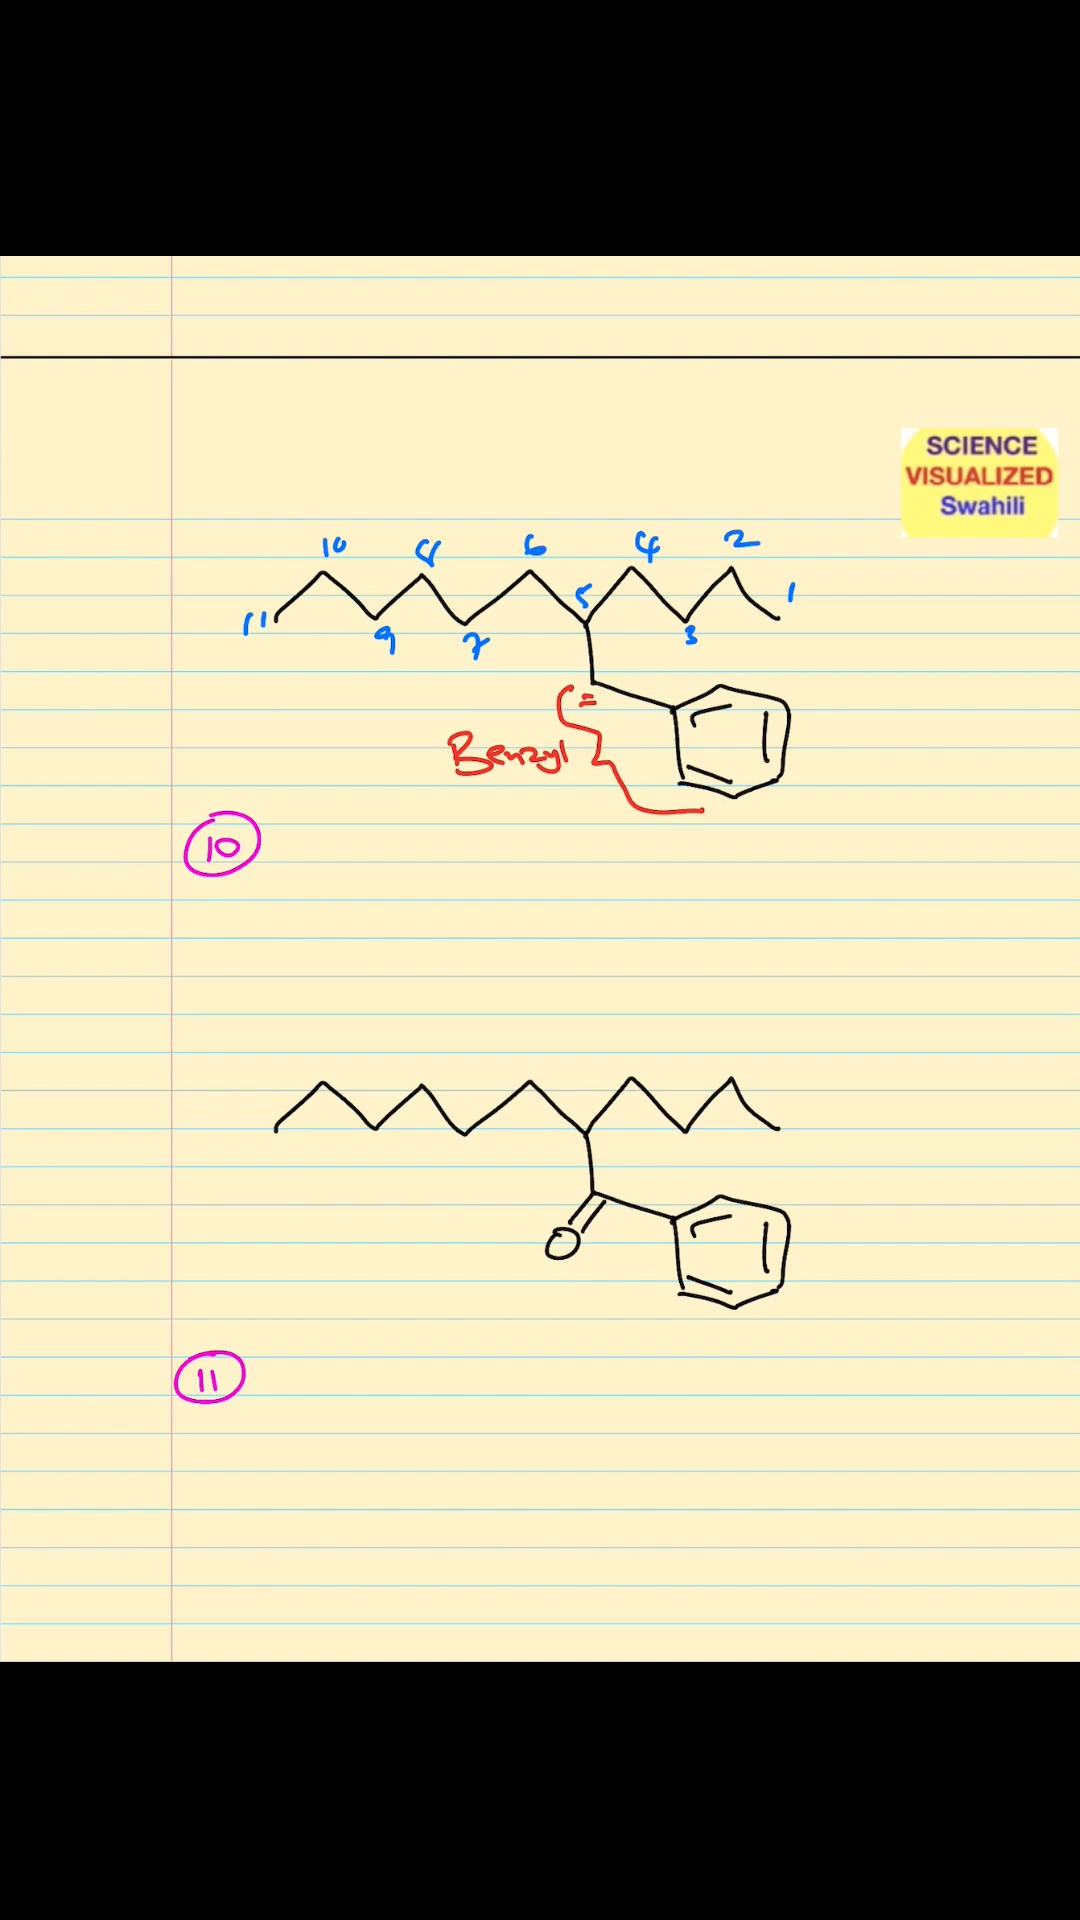 SCIENCE
VISUALIZED
Swahili
10 8 6 4 2
11 9 7 5 3 1
Benzyl
10
O
11